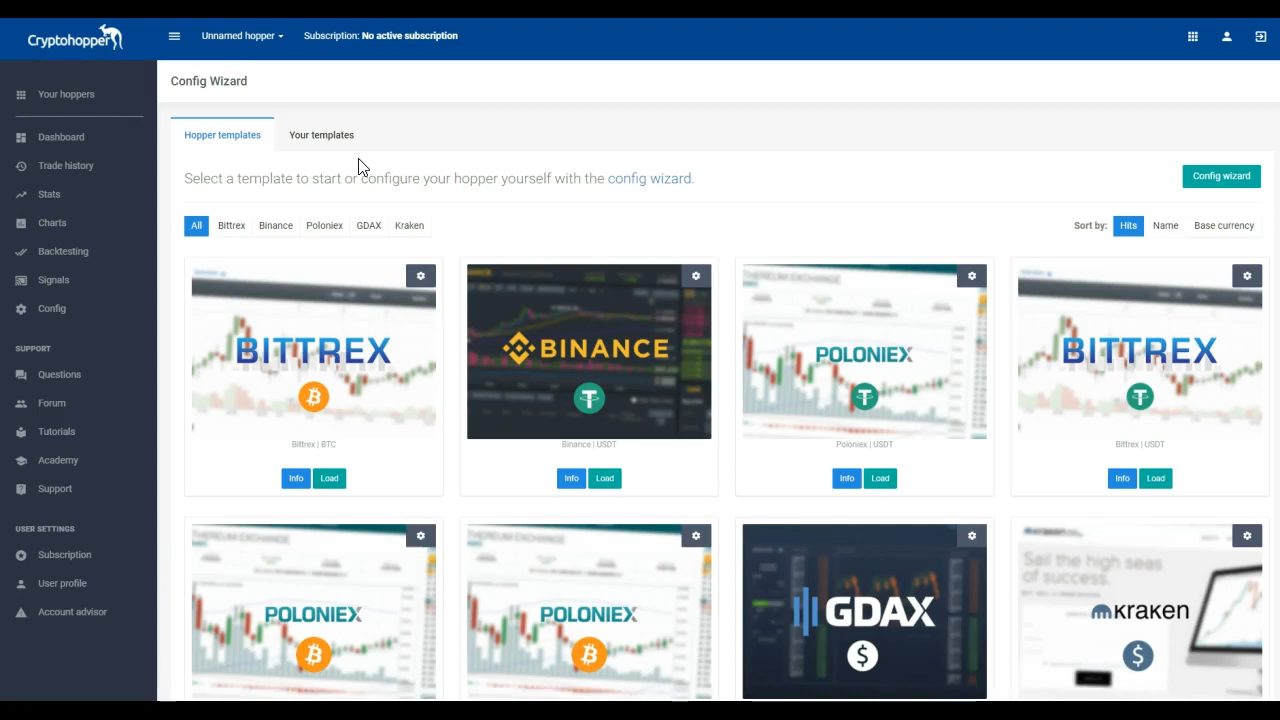 Cryptohopper
Unnamed hopper
Subscription: No active subscription
Your hoppers
Dashboard
Trade history
Stats
Charts
Backtesting
Signals
Config
SUPPORT
Questions
Forum
Tutorials
Academy
Support
USER SETTINGS
Subscription
User profile
Account advisor
Config Wizard
Hopper templates
Your templates
Select a template to start or configure your hopper yourself with the config wizard.
Config wizard
All Bittrex Binance Poloniex GDAX Kraken
Sort by: Hits Name Base currency
BITTREX
Bittrex | BTC
Info Load
BINANCE
Binance | USDT
Info Load
POLONIEX
Poloniex | USDT
Info Load
BITTREX
Bittrex | USDT
Info Load
THEREUM EXCHANGE
POLONIEX
THEREUM EXCHANGE
POLONIEX
GDAX
Sail the high seas
of success.
kraken